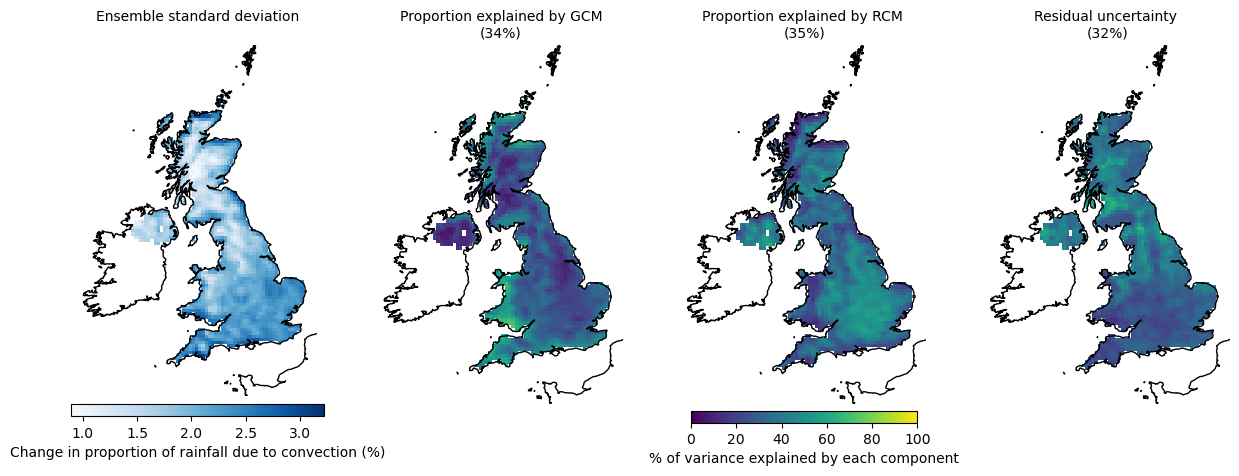 Ensemble standard deviation
Proportion explained by GCM
(34%)
Proportion explained by RCM
(35%)
Residual uncertainty
(32%)
1.0 1.5 2.0 2.5 3.0
Change in proportion of rainfall due to convection (%)
0 20 40 60 80 100
% of variance explained by each component